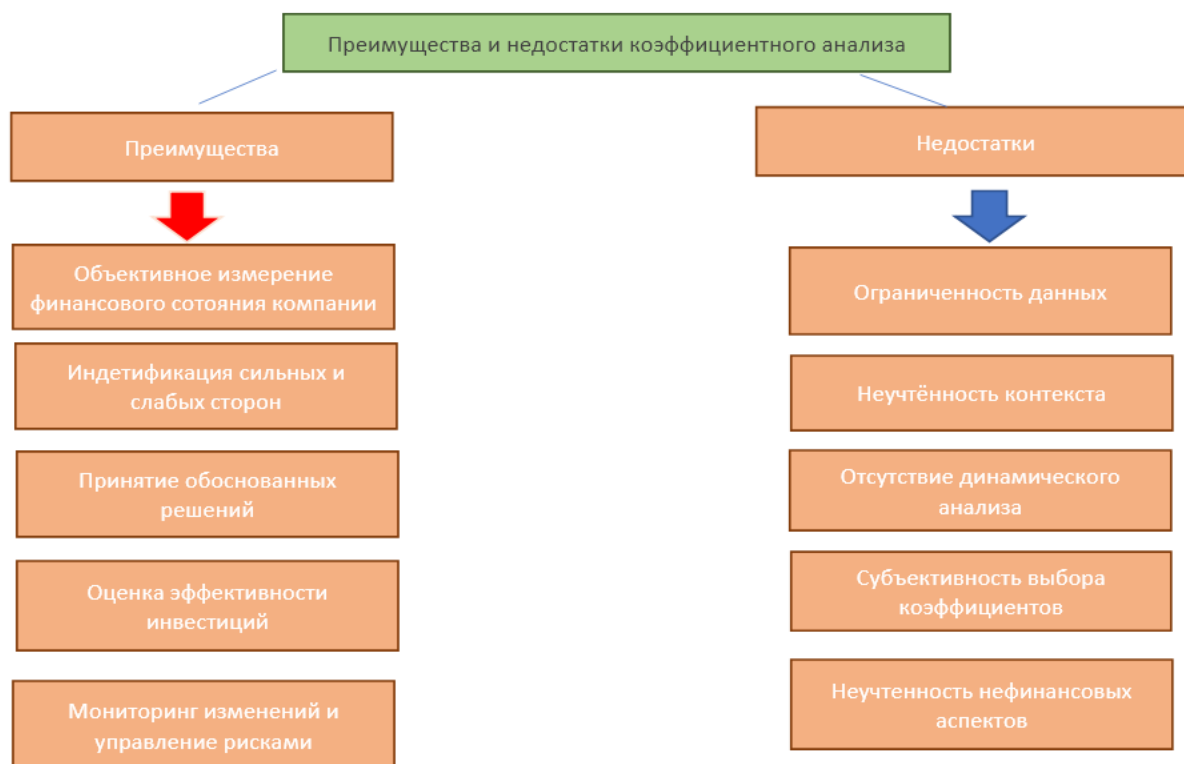 Преимущества и недостатки коэффициентного анализа
Преимущества
Объективное измерение
финансового сотояния компании
Индетификация сильных и
слабых сторон
Принятие обоснованных
решений
Оценка эффективности
инвестиций
Мониторинг изменений и
управление рисками
Недостатки
Ограниченность данных
Неучтённость контекста
Отсутствие динамического
анализа
Субъективность выбора
коэффициентов
Неучтенность нефинансовых
аспектов